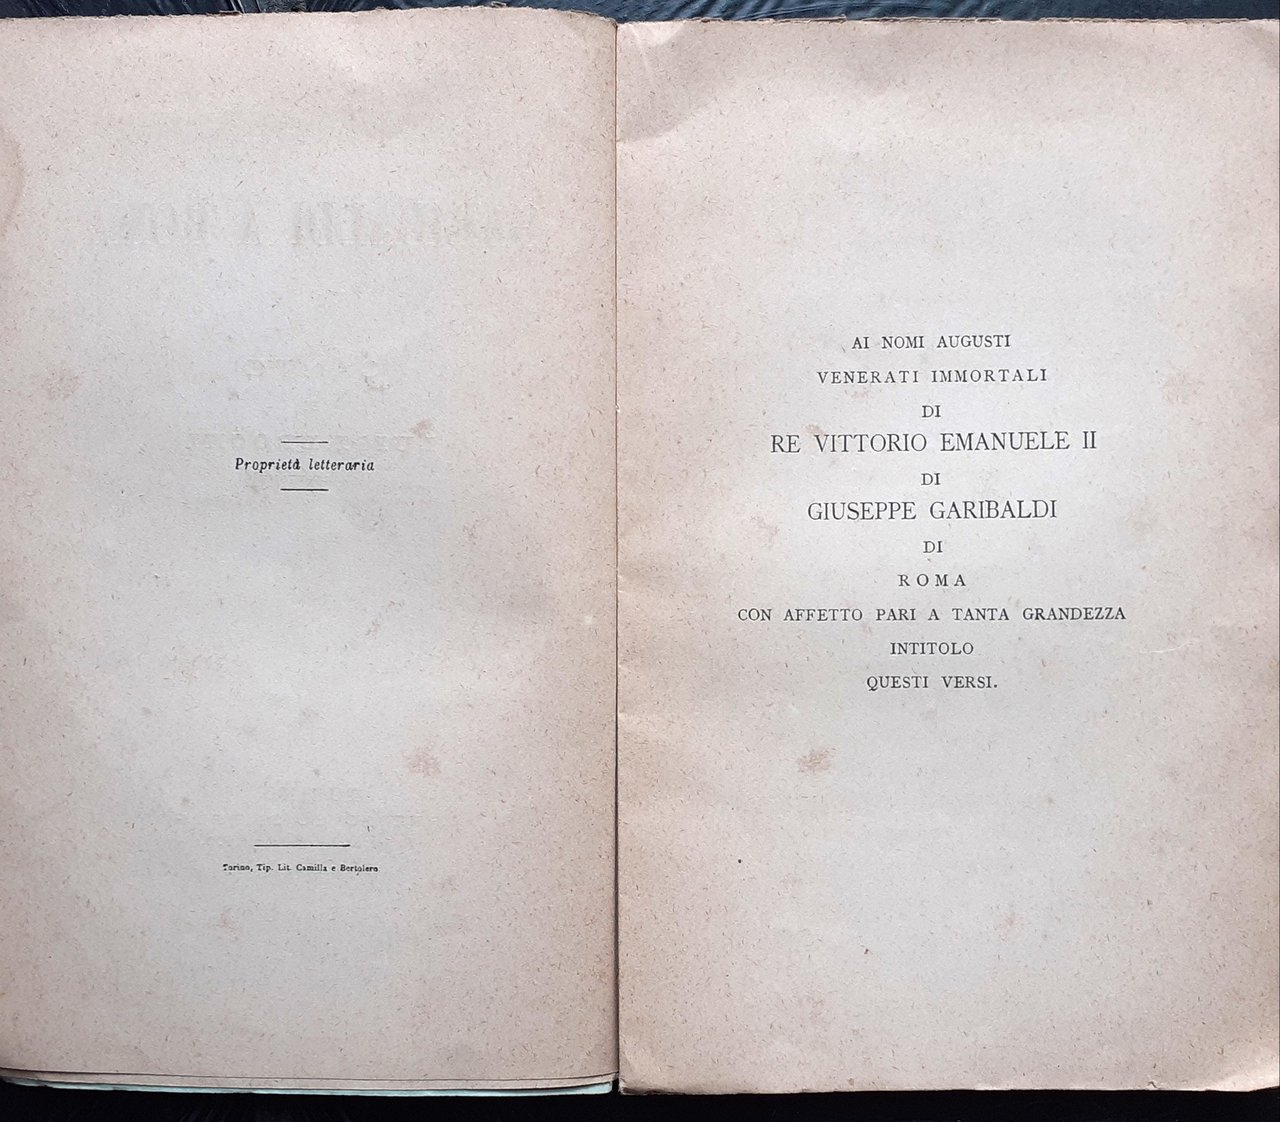 Proprietà letteraria
Torino, Tip. Lit. Camilla e Bertolero
AI NOMI AUGUSTI
VENERATI IMMORTALI
DI
RE VITTORIO EMANUELE II
DI
GIUSEPPE GARIBALDI
DI
ROMA
CON AFFETTO PARI A TANTA GRANDEZZA
INTITOLO
QUESTI VERSI.